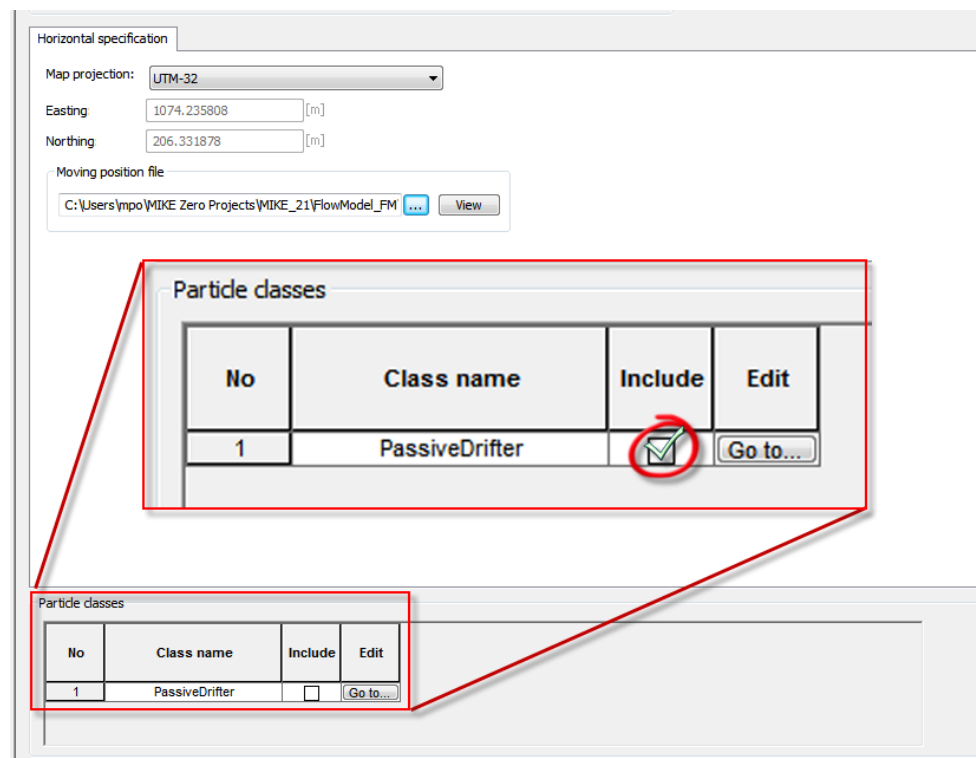 Horizontal specification
Map projection: UTM-32
Easting: 1074.235808 [m]
Northing 206.331878 [m]
Moving position file
C:\Users\mpo\MIKE Zero Projects\MIKE_21\FlowModel_FM ... View
Particle classes
No Class name Include Edit
1 PassiveDrifter Go to...
Particle classes
No Class name Include Edit
1 PassiveDrifter Go to...